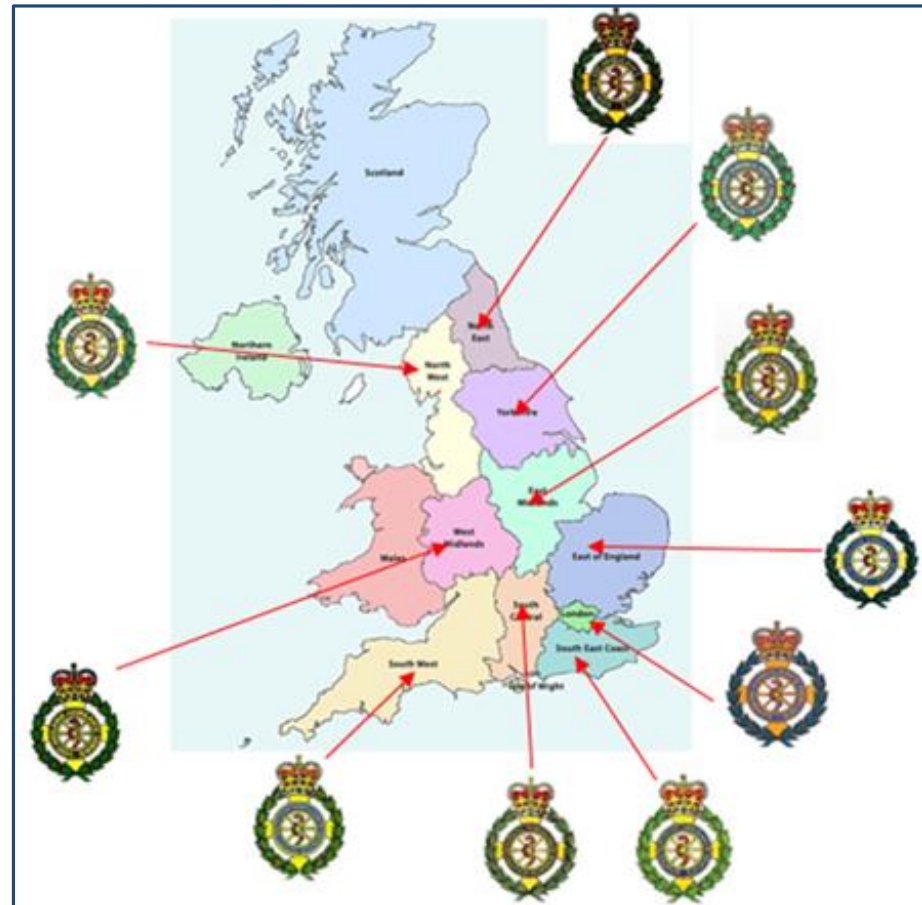 Scotland
North
East
Northern
Ireland
North
West
Yorkshire
East
Midlands
West
Midlands
Wales
East of England
South
Central
London
South East Coast
South West
Isle of Wight